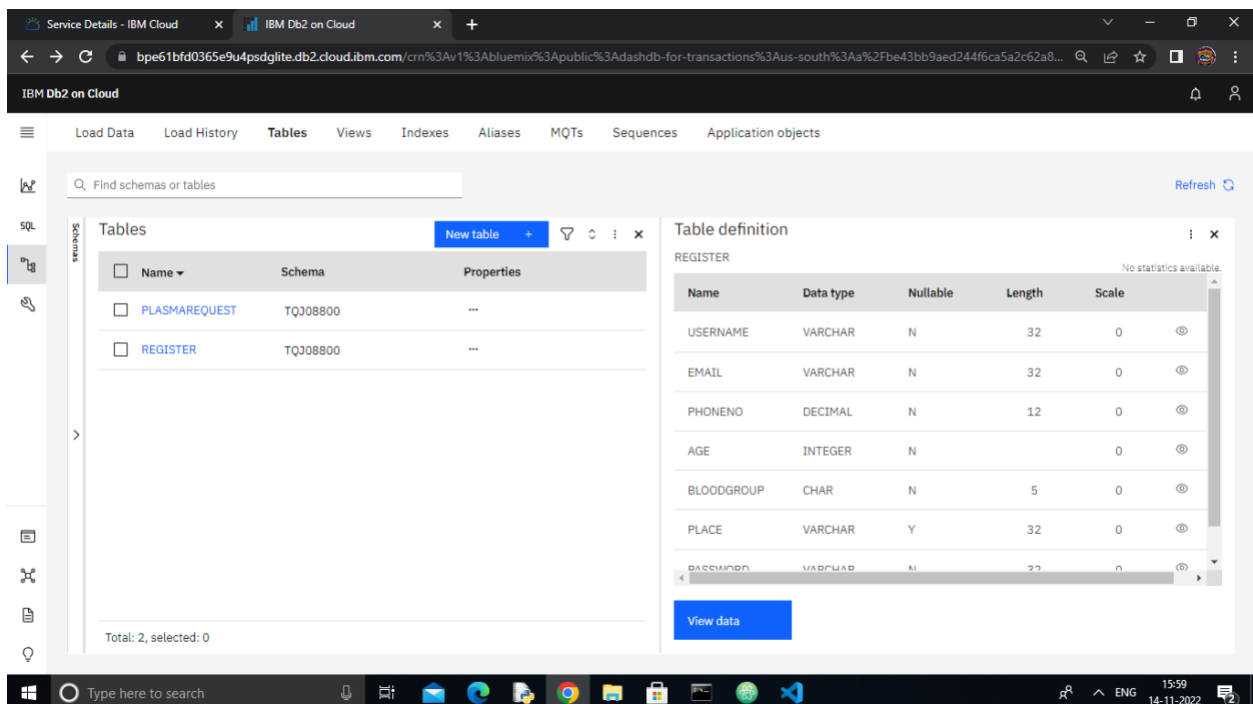 Service Details - IBM Cloud
IBM Db2 on Cloud
bpe61bfd0365e9u4psdglite.db2.cloud.ibm.com/crn%3Av1%3Abluemix%3Apublic%3Adashdb-for-transactions%3Aus-south%3Aa%2Fbe43bb9aed244f6ca5a2c62a8...
IBM Db2 on Cloud
Load Data Load History Tables Views Indexes Aliases MQTs Sequences Application objects
Find schemas or tables
Refresh
SQL
Schemas
Tables
New table +
Name Schema Properties
PLASMAREQUEST TQJ08800 ...
REGISTER TQJ08800 ...
Total: 2, selected: 0
Table definition
REGISTER
No statistics available.
Name Data type Nullable Length Scale
USERNAME VARCHAR N 32 0
EMAIL VARCHAR N 32 0
PHONENO DECIMAL N 12 0
AGE INTEGER N 0
BLOODGROUP CHAR N 5 0
PLACE VARCHAR Y 32 0
PASSWORD VARCHAR N 32 0
View data
Type here to search
ENG
15:59
14-11-2022
2